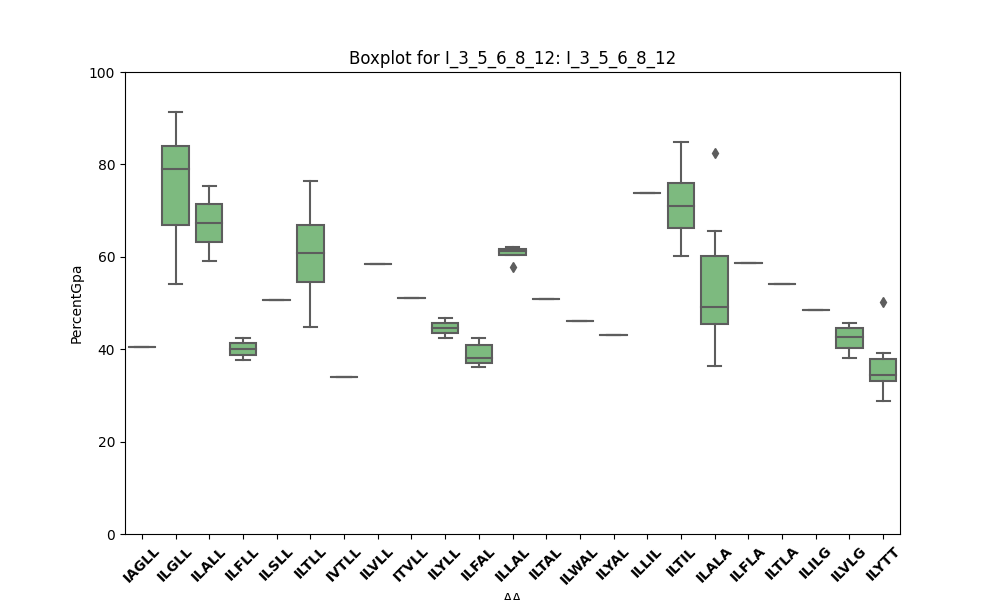 Boxplot for I_3_5_6_8_12: I_3_5_6_8_12
PercentGpa
100
80
60
40
20
0
IAGLL
ILGLL
ILALL
ILFLL
ILSLL
ILTLL
IVTLL
ILVLL
ITVLL
ILYLL
ILFAL
ILLAL
ILTAL
ILWAL
ILYAL
ILLIL
ILTIL
ILALA
ILFLA
ILTLA
ILILG
ILVLG
ILYTT
AA